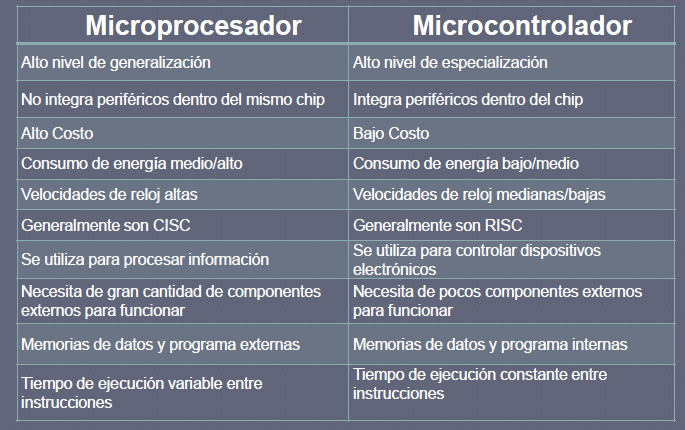 Microprocesador
Microcontrolador
Alto nivel de generalización
Alto nivel de especialización
No integra periféricos dentro del mismo chip
Integra periféricos dentro del chip
Alto Costo
Bajo Costo
Consumo de energía medio/alto
Consumo de energía bajo/medio
Velocidades de reloj altas
Velocidades de reloj medianas/bajas
Generalmente son CISC
Generalmente son RISC
Se utiliza para procesar información
Se utiliza para controlar dispositivos
electrónicos
Necesita de gran cantidad de componentes
externos para funcionar
Necesita de pocos componentes externos
para funcionar
Memorias de datos y programa externas
Memorias de datos y programa internas
Tiempo de ejecución variable entre
instrucciones
Tiempo de ejecución constante entre
instrucciones